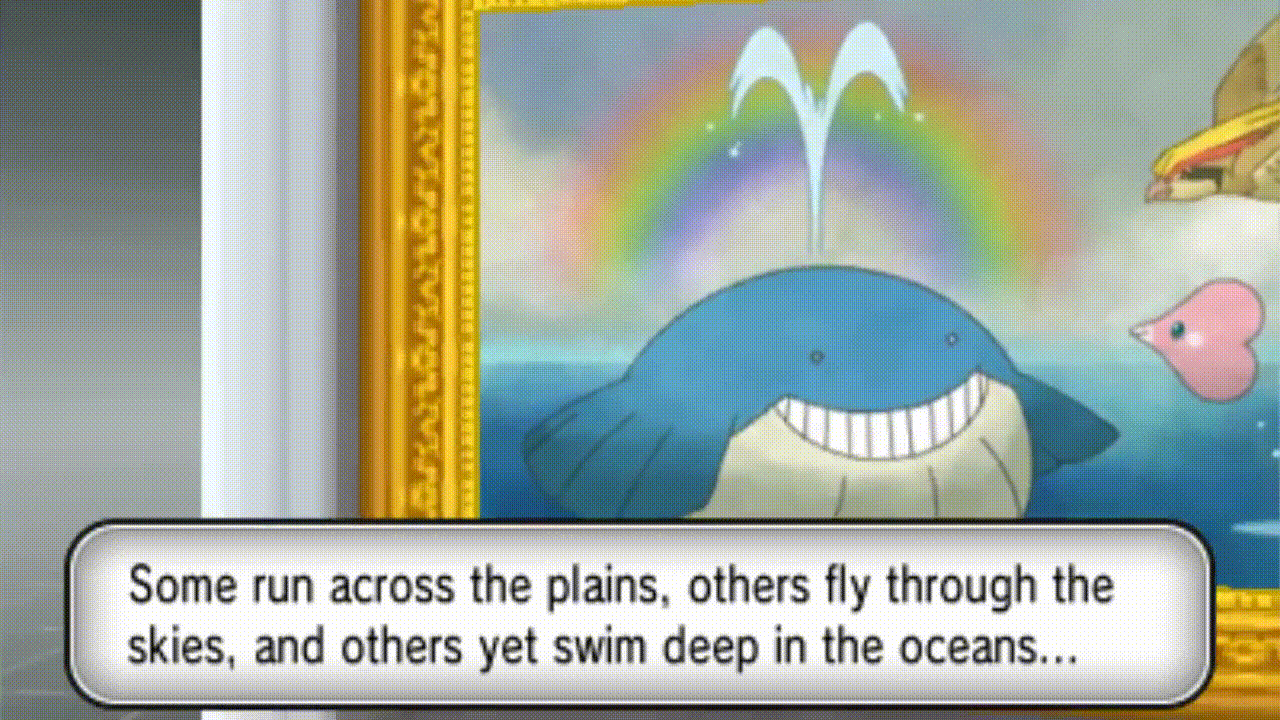 Some run across the plains, others fly through the
skies, and others yet swim deep in the oceans...